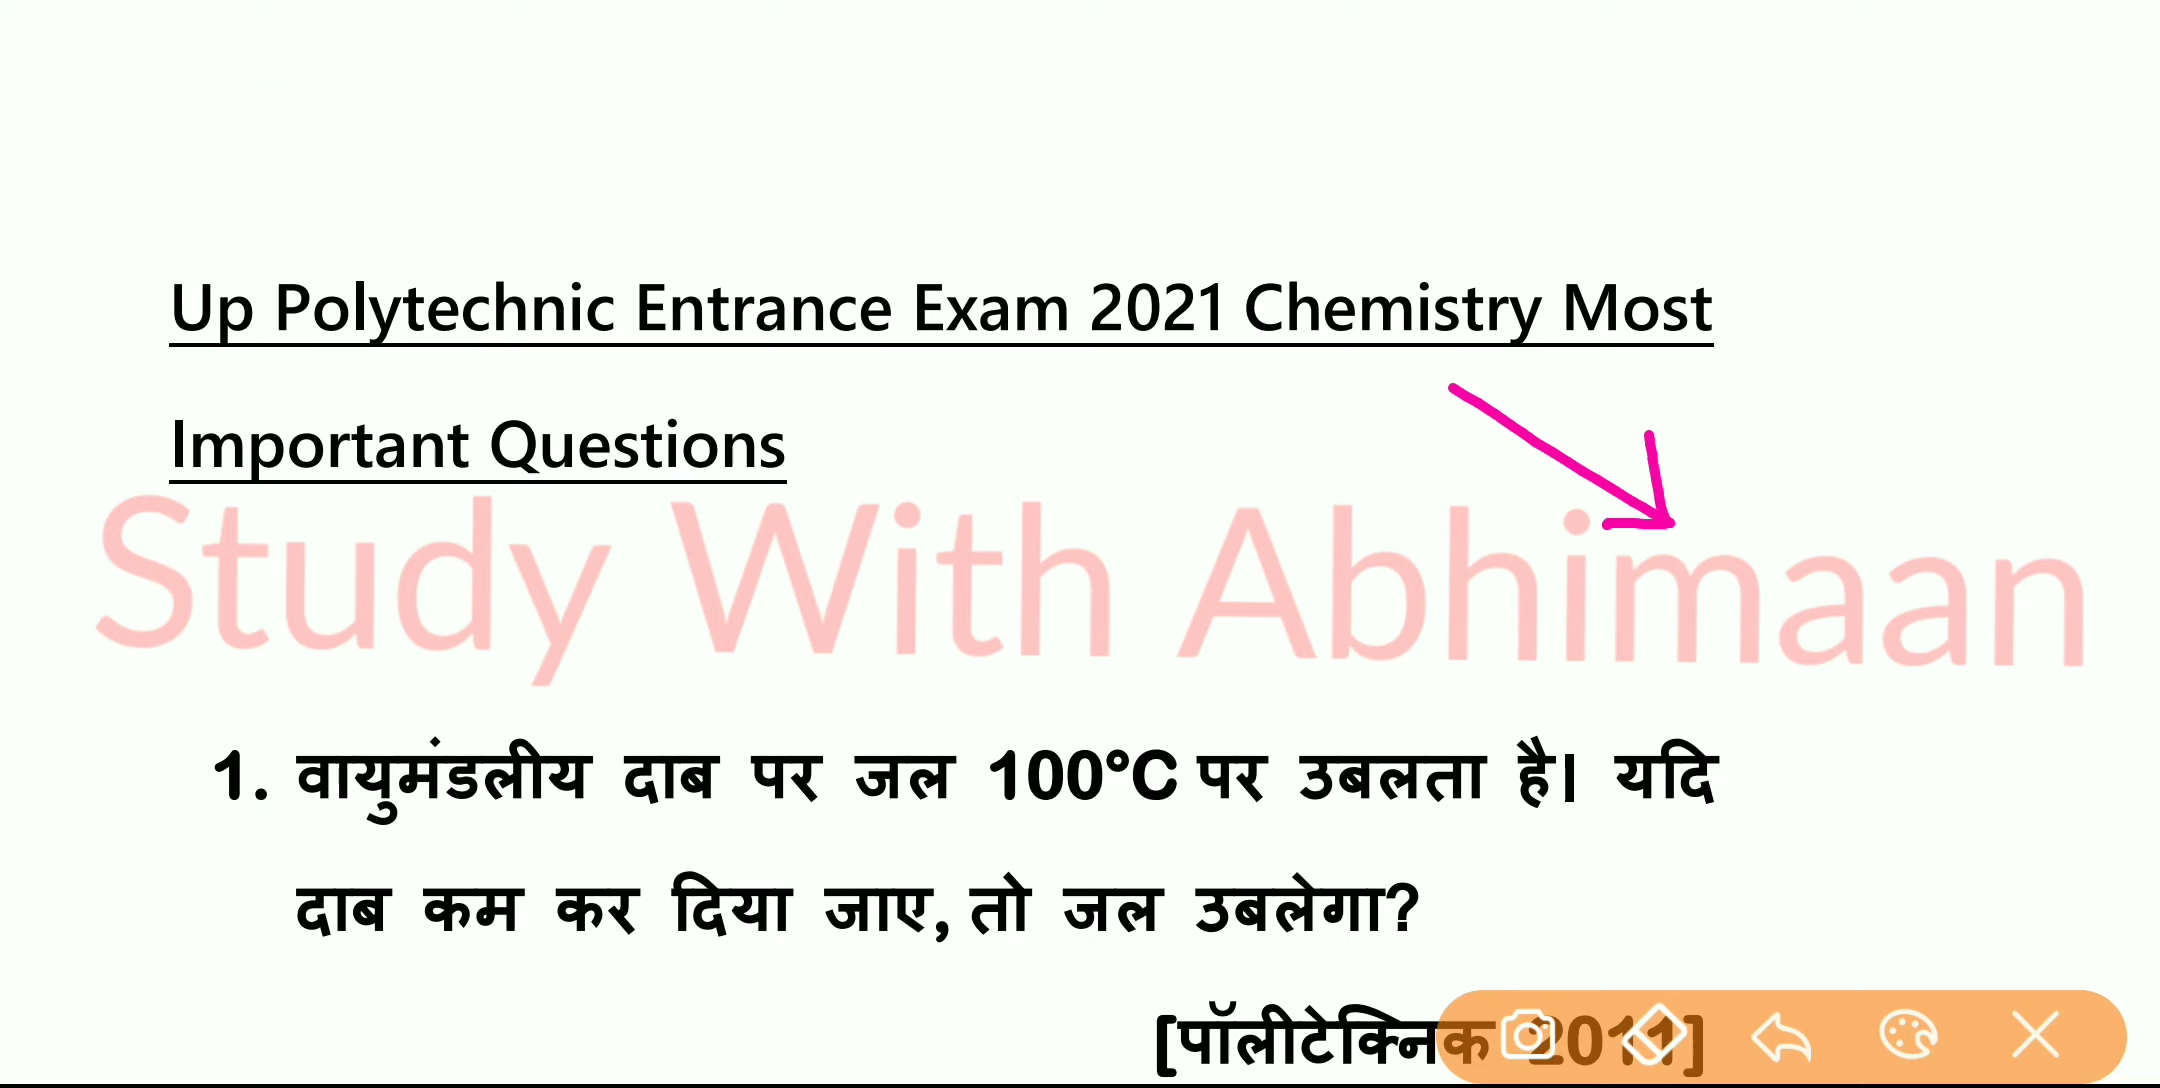 Up Polytechnic Entrance Exam 2021 Chemistry Most
Important Questions
Study With Abhimaan
1. वायुमंडलीय दाब पर जल 100°C पर उबलता है। यदि
दाब कम कर दिया जाए, तो जल उबलेगा?
[पॉलीटेक्निक 2011]